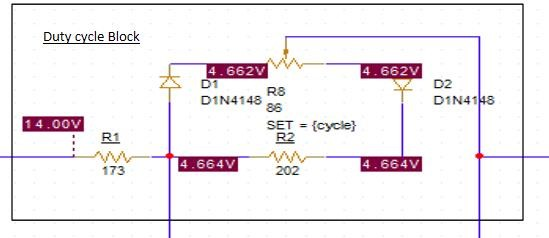 Duty cycle Block
4.662V
4.662V
D1
D1N4148
R8
86
SET = {cycle}
D2
D1N4148
14.00V
R1
173
4.664V
R2
202
4.664V